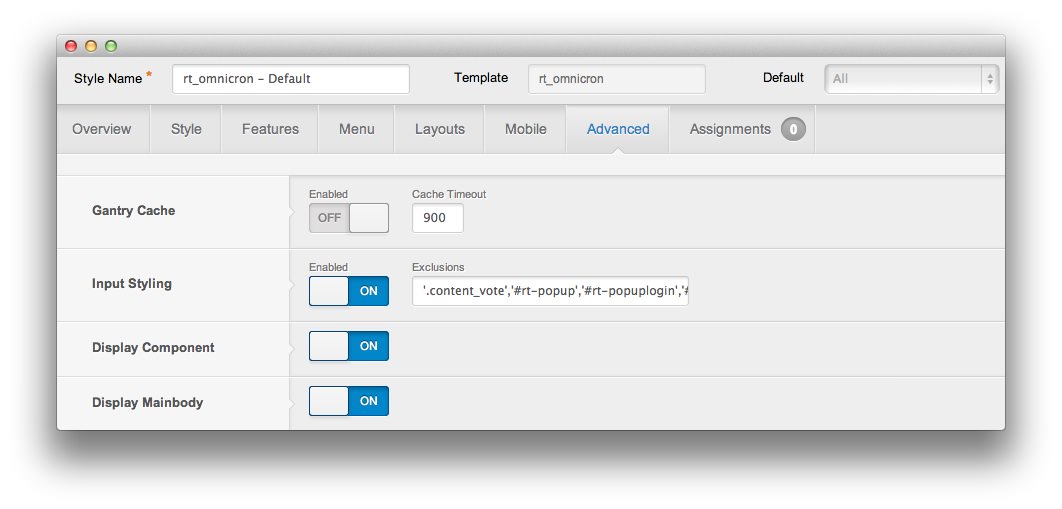 Style Name * rt_omnicron - Default Template rt_omnicron Default All
Overview Style Features Menu Layouts Mobile Advanced Assignments 0
Enabled Cache Timeout
Gantry Cache OFF 900
Enabled Exclusions
Input Styling ON '.content_vote','#rt-popup','#rt-popuplogin','#
Display Component ON
Display Mainbody ON